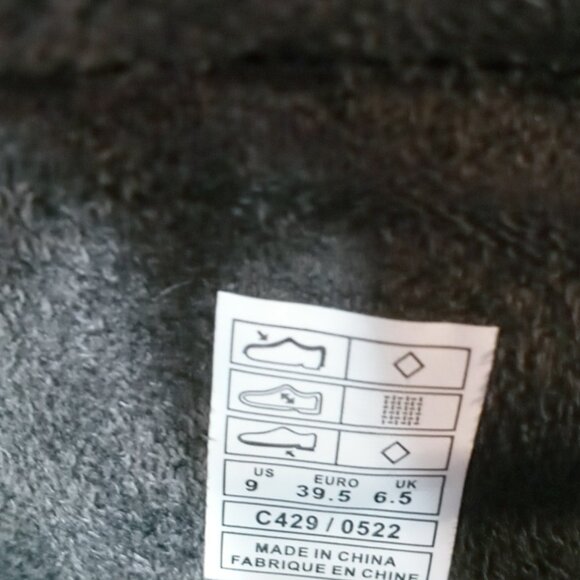 US EURO UK
9 39.5 6.5
C429 / 0522
MADE IN CHINA
FABRIQUE EN CHINE